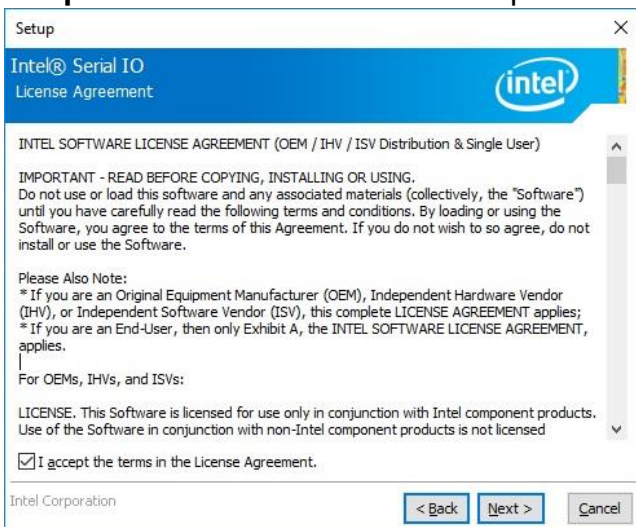 Setup
Intel® Serial IO
License Agreement
intel
INTEL SOFTWARE LICENSE AGREEMENT (OEM / IHV / ISV Distribution & Single User)
IMPORTANT - READ BEFORE COPYING, INSTALLING OR USING.
Do not use or load this software and any associated materials (collectively, the "Software")
until you have carefully read the following terms and conditions. By loading or using the
Software, you agree to the terms of this Agreement. If you do not wish to so agree, do not
install or use the Software.
Please Also Note:
* If you are an Original Equipment Manufacturer (OEM), Independent Hardware Vendor
(IHV), or Independent Software Vendor (ISV), this complete LICENSE AGREEMENT applies;
* If you are an End-User, then only Exhibit A, the INTEL SOFTWARE LICENSE AGREEMENT,
applies.
For OEMs, IHVs, and ISVs:
LICENSE. This Software is licensed for use only in conjunction with Intel component products.
Use of the Software in conjunction with non-Intel component products is not licensed
I accept the terms in the License Agreement.
Intel Corporation
< Back Next > Cancel